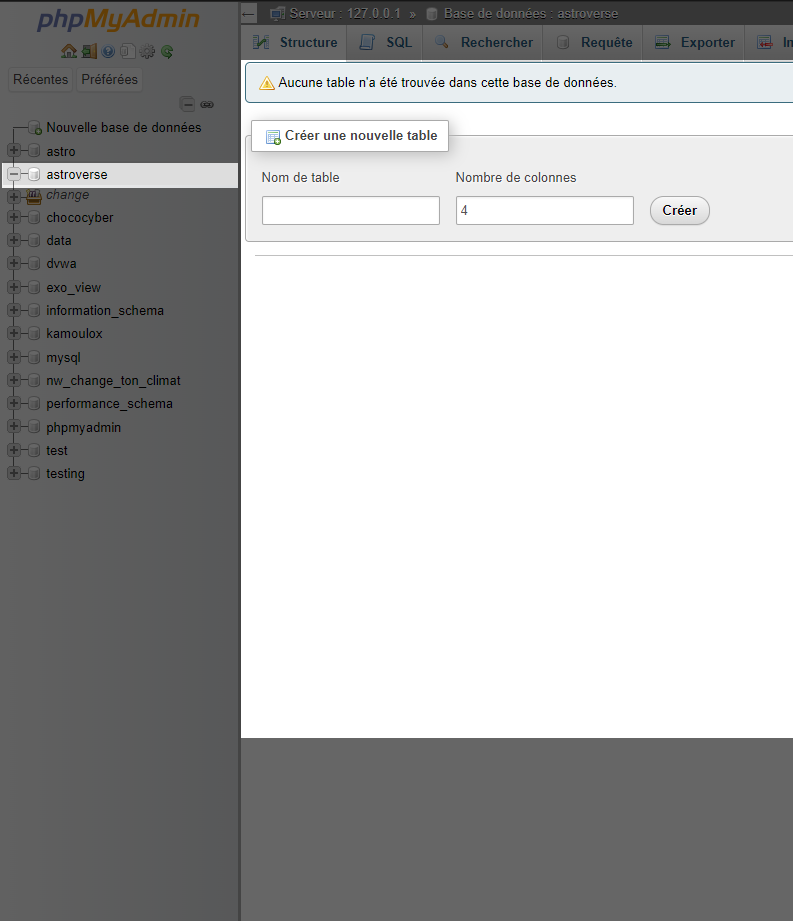 phpMyAdmin
Récentes Préférées
Nouvelle base de données
astro
astroverse
change
chococyber
data
dvwa
exo_view
information_schema
kamoulox
mysql
nw_change_ton_climat
performance_schema
phpmyadmin
test
testing
Serveur : 127.0.0.1 » Base de données : astroverse
Structure SQL Rechercher Requête Exporter
Aucune table n'a été trouvée dans cette base de données.
Créer une nouvelle table
Nom de table Nombre de colonnes
4 Créer